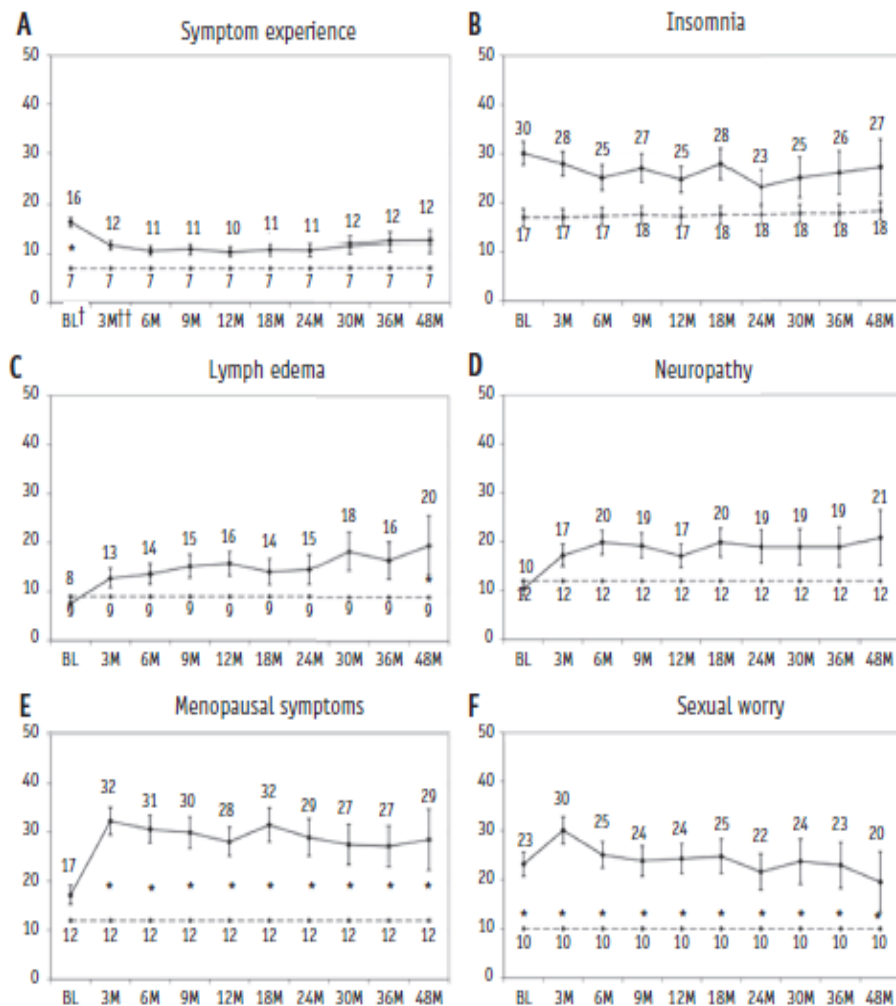 A
Symptom experience
50
40
30
20
10
0
16 12 11 11 10 11 11 12 12 12
*
7 7 7 7 7 7 7 7 7 7
BL† 3M†† 6M 9M 12M 18M 24M 30M 36M 48M
B
Insomnia
50
40
30
20
10
0
30 28 25 27 25 28 23 25 26 27
17 17 17 18 17 18 18 18 18 18
BL 3M 6M 9M 12M 18M 24M 30M 36M 48M
C
Lymph edema
50
40
30
20
10
0
8 13 14 15 16 14 15 18 16 20
*
9 9 9 9 9 9 9 9 9 9
BL 3M 6M 9M 12M 18M 24M 30M 36M 48M
D
Neuropathy
50
40
30
20
10
0
10 17 20 19 17 20 19 19 19 21
12 12 12 12 12 12 12 12 12 12
BL 3M 6M 9M 12M 18M 24M 30M 36M 48M
E
Menopausal symptoms
50
40
30
20
10
0
17 32 31 30 28 32 29 27 27 29
* * * * * * * * *
12 12 12 12 12 12 12 12 12 12
BL 3M 6M 9M 12M 18M 24M 30M 36M 48M
F
Sexual worry
50
40
30
20
10
0
23 30 25 24 24 25 22 24 23 20
* * * * * * * * * *
10 10 10 10 10 10 10 10 10 10
BL 3M 6M 9M 12M 18M 24M 30M 36M 48M